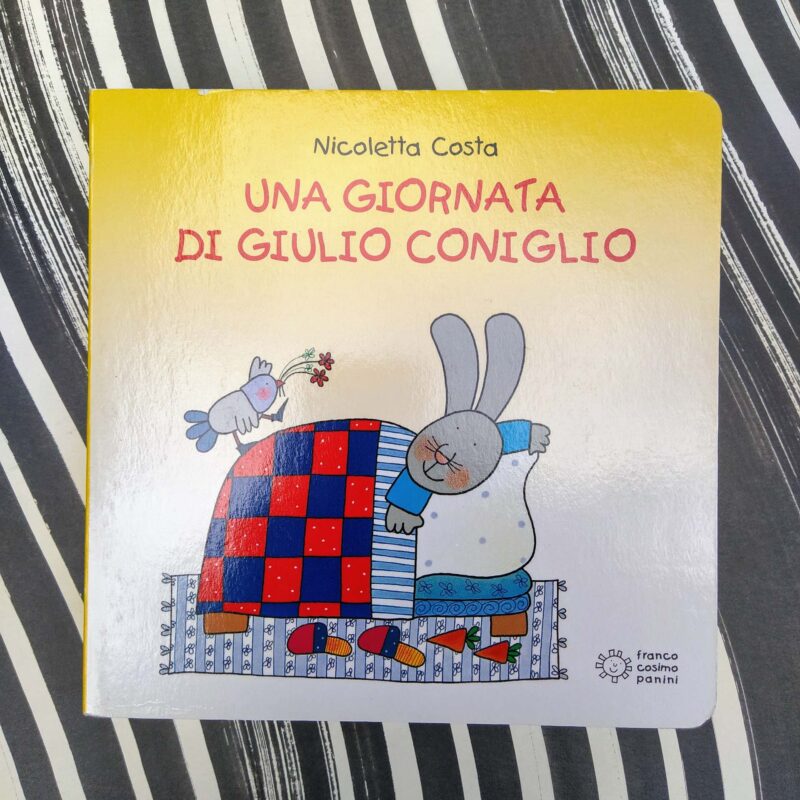 Nicoletta Costa
UNA GIORNATA
DI GIULIO CONIGLIO
franco
cosimo
panini